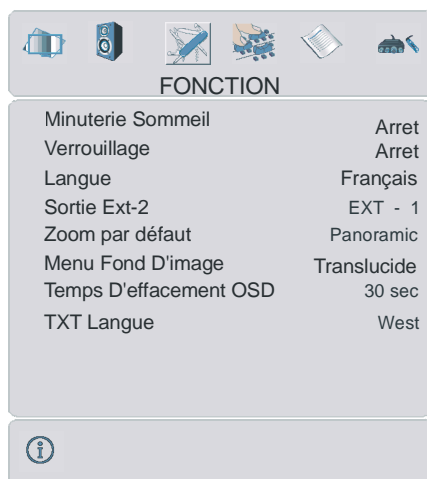 FONCTION
Minuterie Sommeil Arret
Verrouillage Arret
Langue Français
Sortie Ext-2 EXT - 1
Zoom par défaut Panoramic
Menu Fond D'image Translucide
Temps D'effacement OSD 30 sec
TXT Langue West